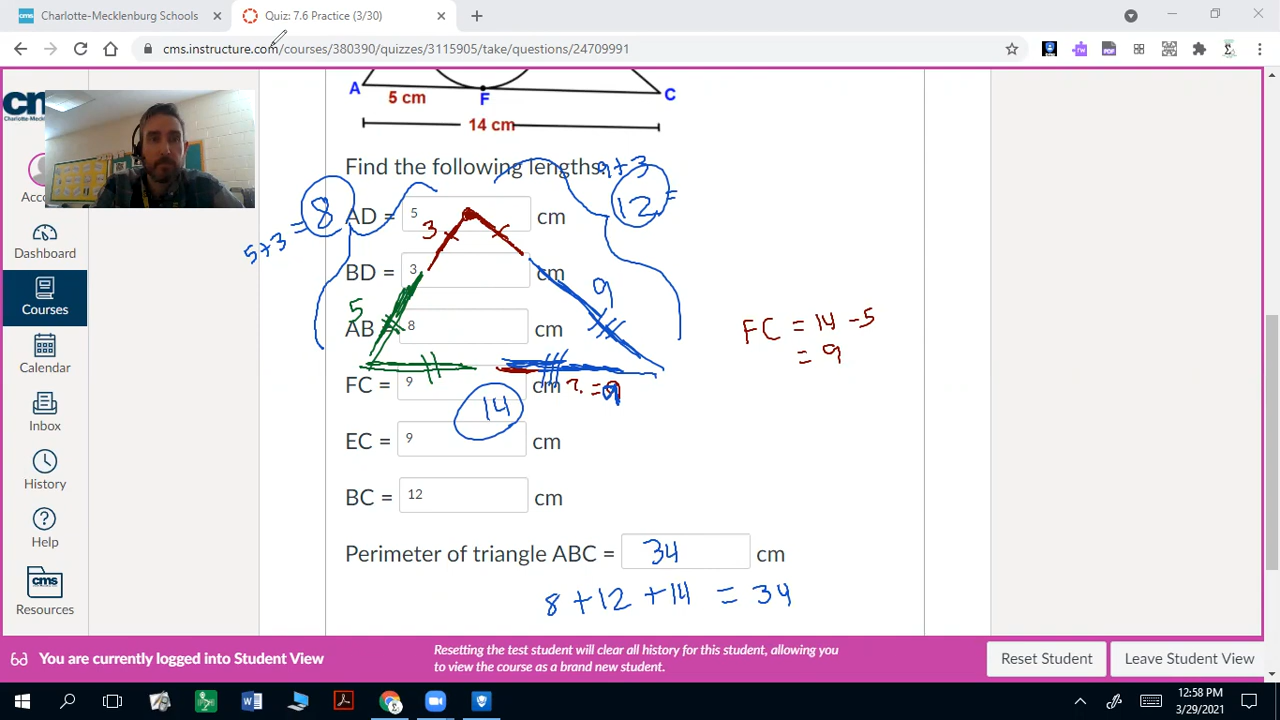 Charlotte-Mecklenburg Schools
Quiz: 7.6 Practice (3/30)
cms.instructure.com/courses/380390/quizzes/3115905/take/questions/24709991
A
5 cm
F
C
14 cm
cms
Charlotte-Meckl
Find the following lengths
9+3
12 =
5+3 = 8
AD = 5 cm
3
BD = 3 cm
9
5
AB = 8 cm
FC = 14 - 5
= 9
FC = 9 cm
? = 9
14
EC = 9 cm
BC = 12 cm
Perimeter of triangle ABC = 34 cm
8 + 12 + 14 = 34
Acco
Dashboard
Courses
Calendar
Inbox
History
Help
cms
Resources
You are currently logged into Student View
Resetting the test student will clear all history for this student, allowing you
to view the course as a brand new student.
Reset Student
Leave Student View
12:58 PM
3/29/2021